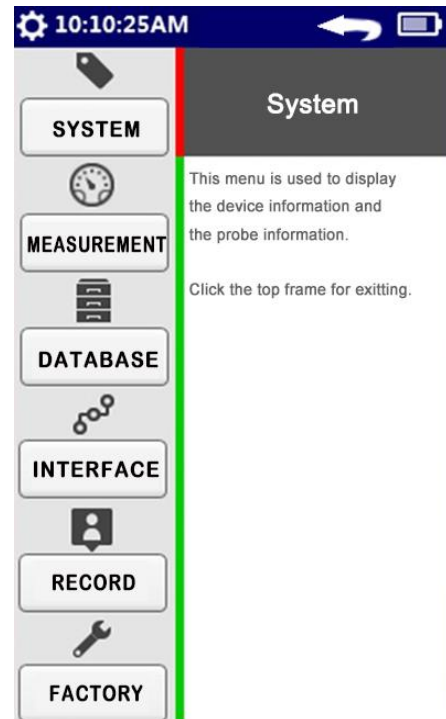 10:10:25AM
SYSTEM
MEASUREMENT
DATABASE
INTERFACE
RECORD
FACTORY
System
This menu is used to display
the device information and
the probe information.
Click the top frame for exitting.